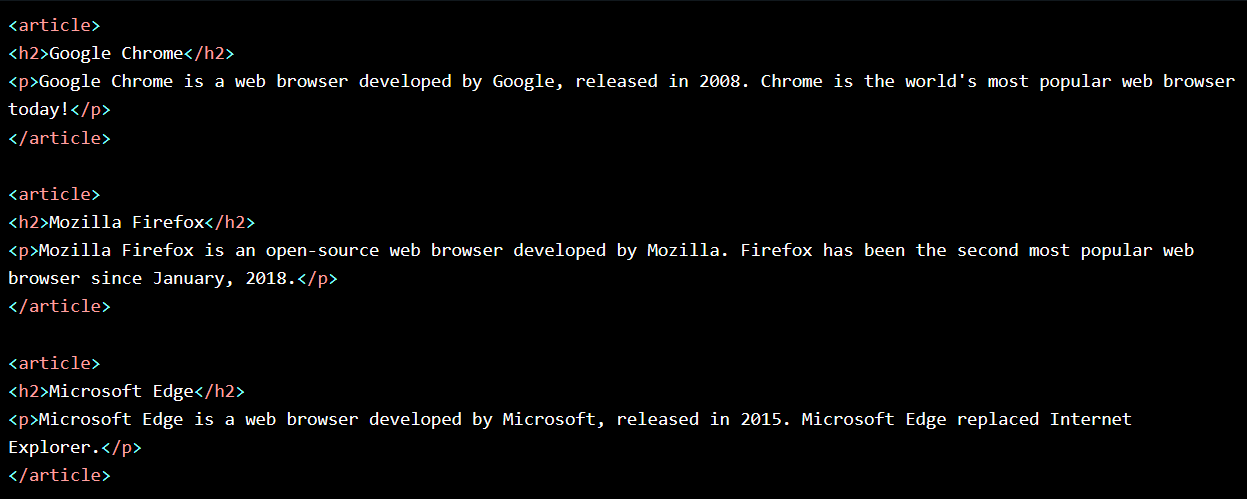 <article>
<h2>Google Chrome</h2>
<p>Google Chrome is a web browser developed by Google, released in 2008. Chrome is the world's most popular web browser
today!</p>
</article>

<article>
<h2>Mozilla Firefox</h2>
<p>Mozilla Firefox is an open-source web browser developed by Mozilla. Firefox has been the second most popular web
browser since January, 2018.</p>
</article>

<article>
<h2>Microsoft Edge</h2>
<p>Microsoft Edge is a web browser developed by Microsoft, released in 2015. Microsoft Edge replaced Internet
Explorer.</p>
</article>